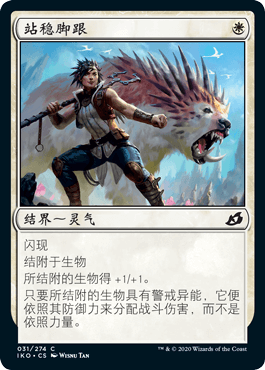 站稳脚跟
结界～灵气
闪现
结附于生物
所结附的生物得+1/+1。
只要所结附的生物具有警戒异能，它便
依照其防御力来分配战斗伤害，而不是
依照力量。
031/274 C
IKO • CS WISNU TAN
™ & © 2020 Wizards of the Coast